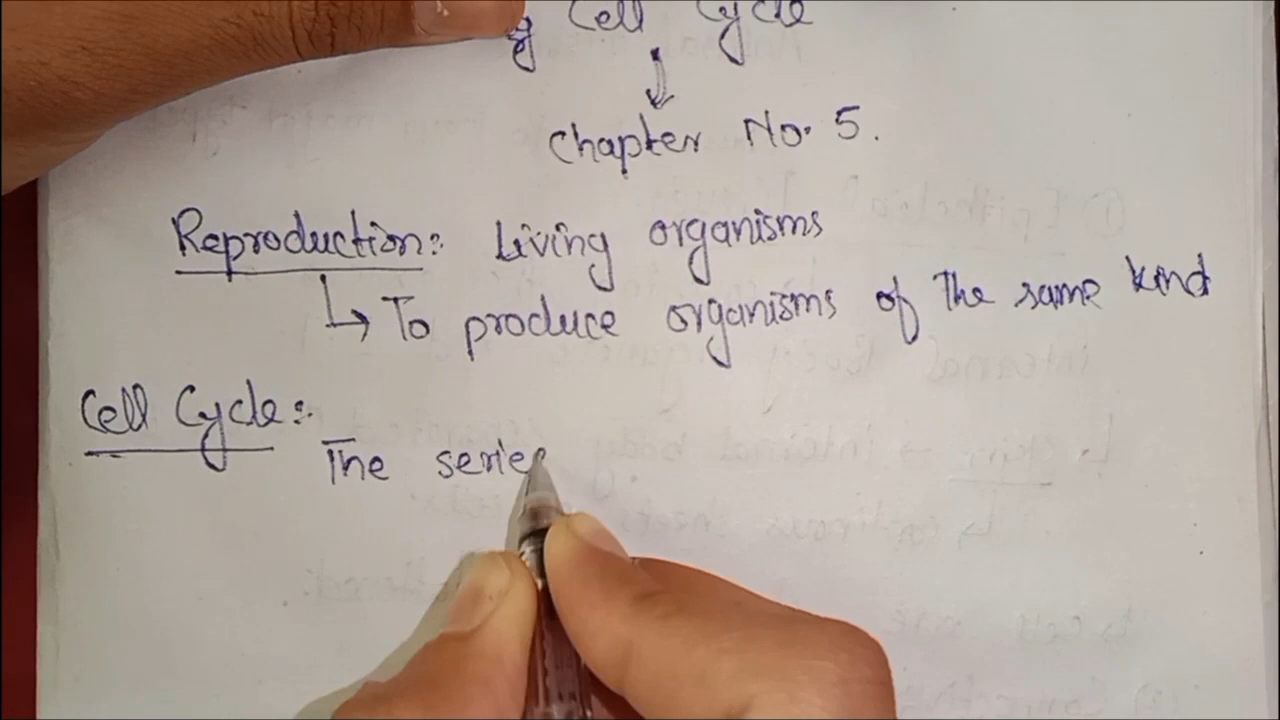 Cell Cycle
Chapter No. 5.
Reproduction: Living organisms
To produce organisms of the same kind
Cell Cycle:
The series